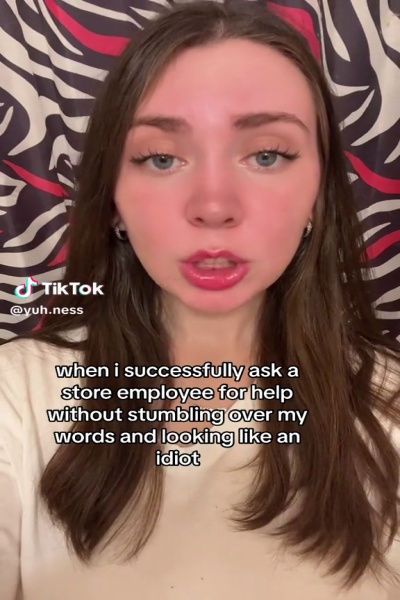 TikTok
@yuh.ness
when i successfully ask a
store employee for help
without stumbling over my
words and looking like an
idiot